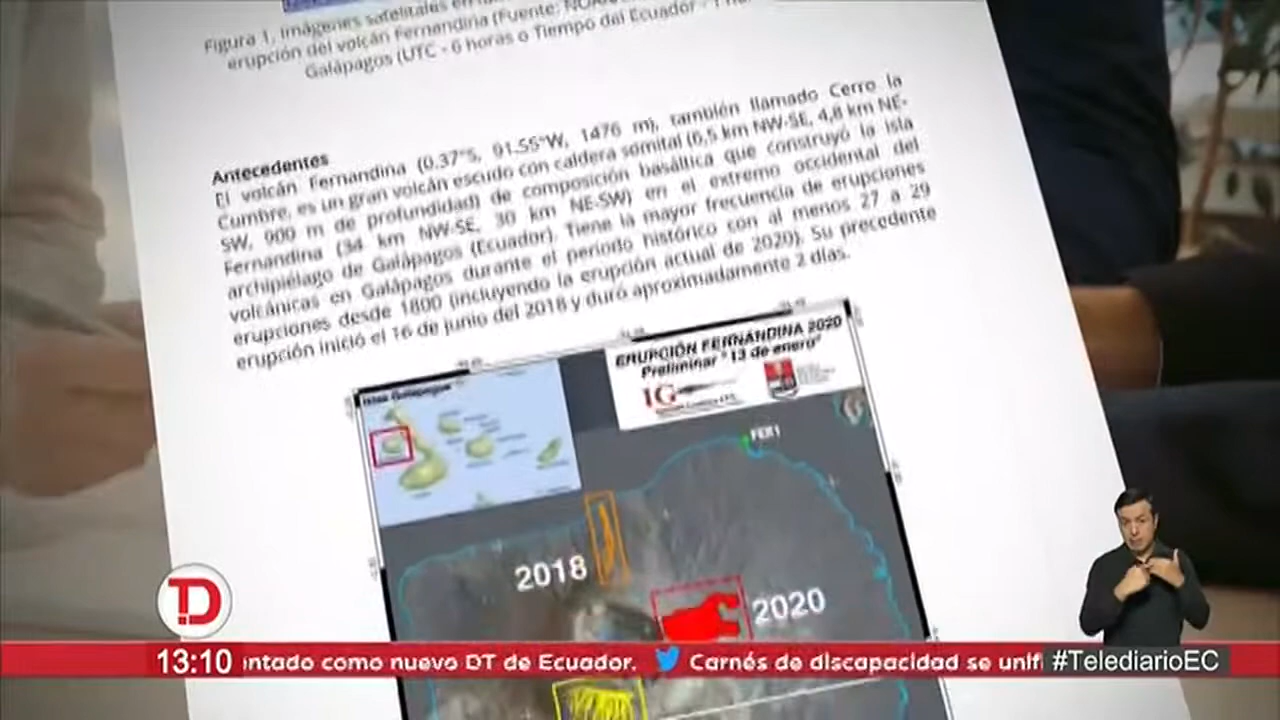 Figura 1. Imágenes satelitales en
erupción del volcán Fernandina (Fuente:
Galápagos (UTC - 6 horas o Tiempo del Ecuador - 1
Antecedentes
El volcán Fernandina (0.37°S, 91.55°W, 1476 m), también llamado Cerro la
Cumbre, es un gran volcán escudo con caldera somital (6,5 km NW-SE, 4,8 km NE-
SW, 900 m de profundidad) de composición basáltica que construyó la isla
Fernandina (34 km NW-SE, 30 km NE-SW) en el extremo occidental del
archipiélago de Galápagos (Ecuador). Tiene la mayor frecuencia de erupciones
volcánicas en Galápagos durante el periodo histórico con al menos 27 a 29
erupciones desde 1800 (incluyendo la erupción actual de 2020). Su precedente
erupción inició el 16 de junio del 2018 y duró aproximadamente 2 días.
ERUPCIÓN FERNANDINA 2020
Preliminar "13 de enero"
Islas Galápagos
IG
FER1
2018
2020
TD
13:10 ntado como nuevo DT de Ecuador. Carnés de discapacidad se unif #TelediarioEC